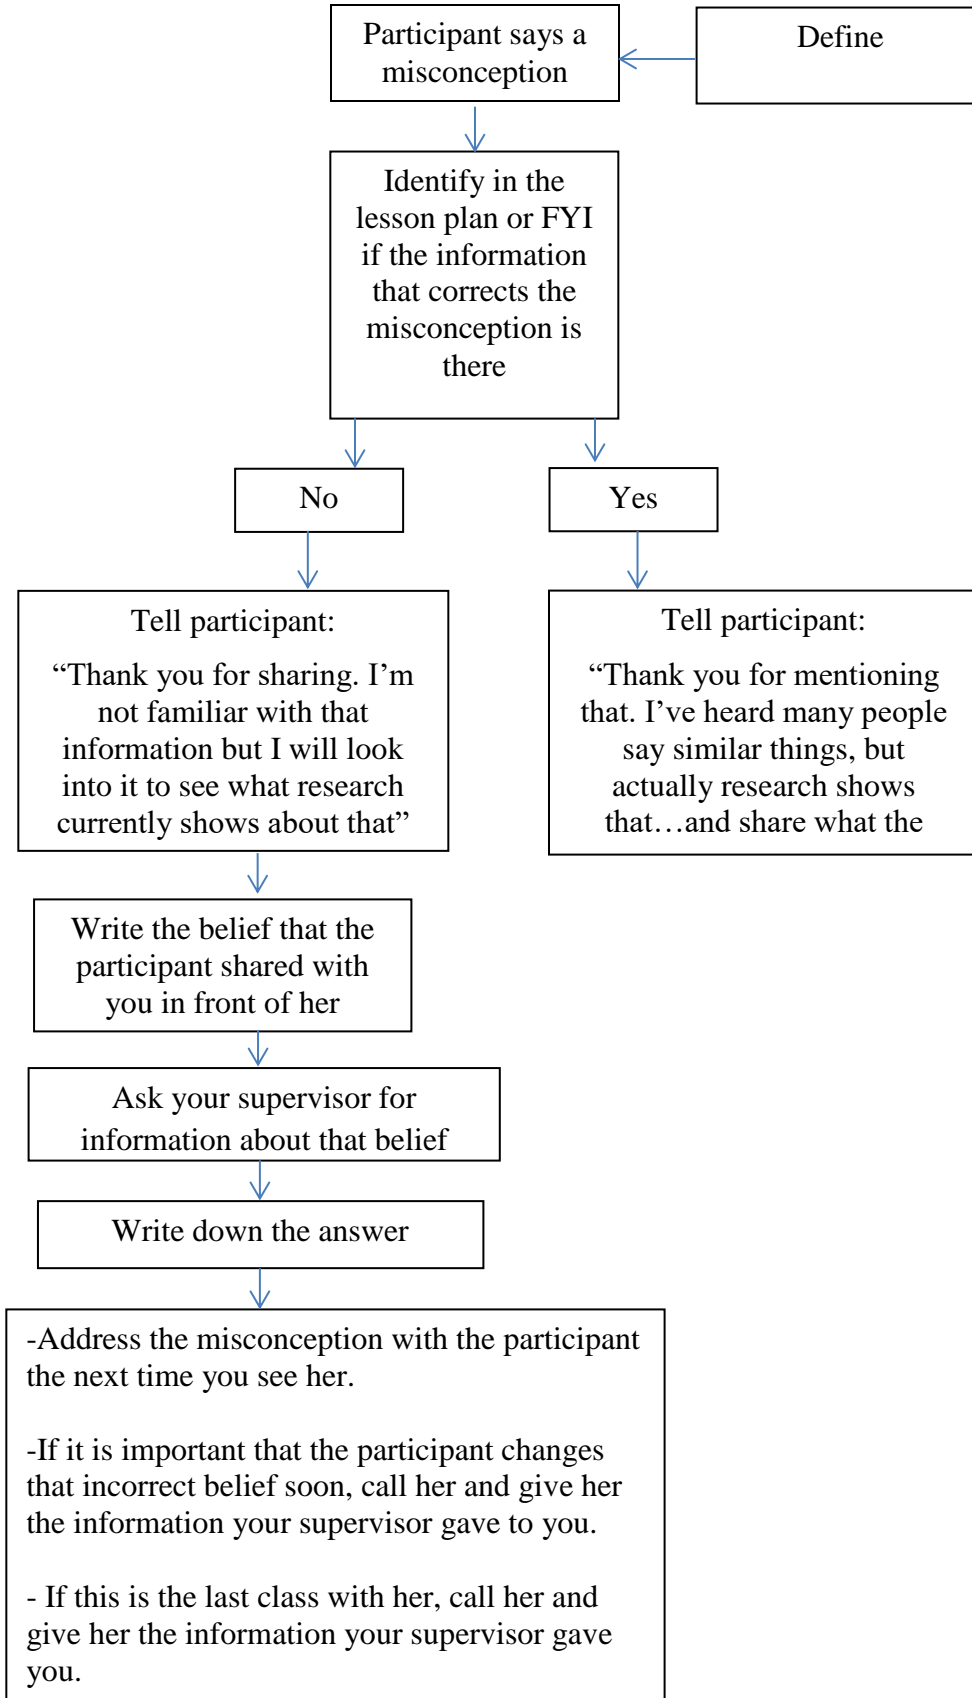 Participant says a
misconception
Define
Identify in the
lesson plan or FYI
if the information
that corrects the
misconception is
there
No
Yes
Tell participant:
“Thank you for sharing. I’m
not familiar with that
information but I will look
into it to see what research
currently shows about that”
Tell participant:
“Thank you for mentioning
that. I’ve heard many people
say similar things, but
actually research shows
that…and share what the
Write the belief that the
participant shared with
you in front of her
Ask your supervisor for
information about that belief
Write down the answer
-Address the misconception with the participant
the next time you see her.
-If it is important that the participant changes
that incorrect belief soon, call her and give her
the information your supervisor gave to you.
- If this is the last class with her, call her and
give her the information your supervisor gave
you.